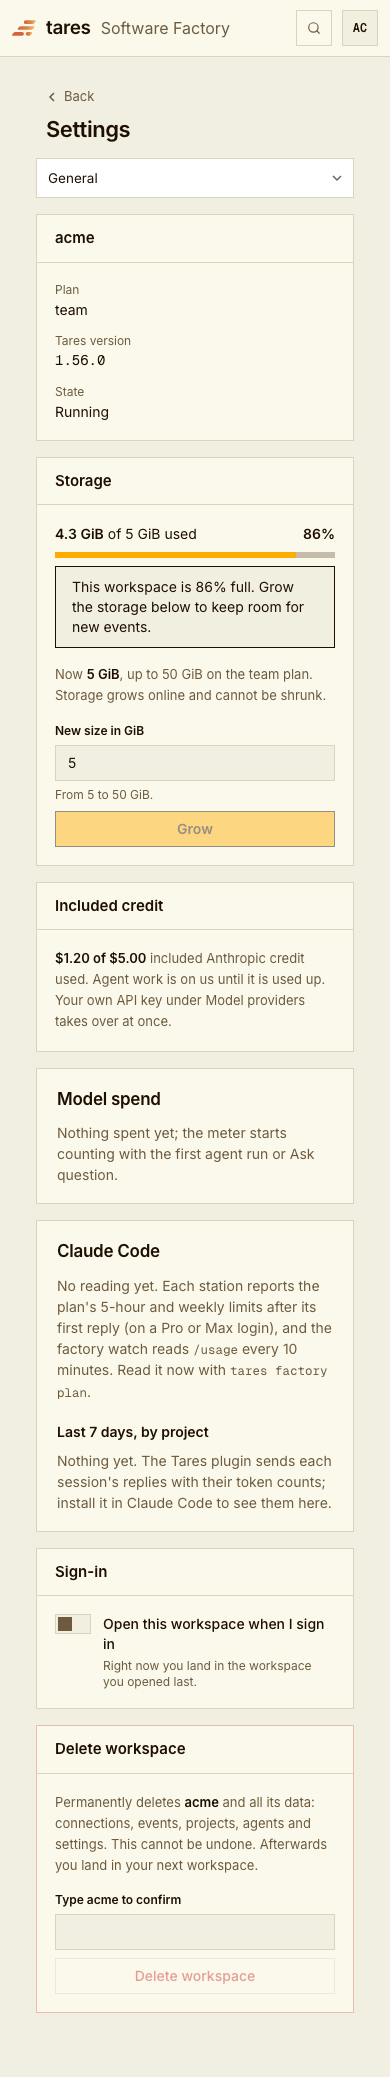 tares Software Factory AC
Back
Settings
General
acme
Plan
team
Tares version
1.56.0
State
Running
Storage
4.3 GiB of 5 GiB used 86%
This workspace is 86% full. Grow
the storage below to keep room for
new events.
Now 5 GiB, up to 50 GiB on the team plan.
Storage grows online and cannot be shrunk.
New size in GiB
5
From 5 to 50 GiB.
Grow
Included credit
$1.20 of $5.00 included Anthropic credit
used. Agent work is on us until it is used up.
Your own API key under Model providers
takes over at once.
Model spend
Nothing spent yet; the meter starts
counting with the first agent run or Ask
question.
Claude Code
No reading yet. Each station reports the
plan's 5-hour and weekly limits after its
first reply (on a Pro or Max login), and the
factory watch reads /usage every 10
minutes. Read it now with tares factory
plan.
Last 7 days, by project
Nothing yet. The Tares plugin sends each
session's replies with their token counts;
install it in Claude Code to see them here.
Sign-in
Open this workspace when I sign
in
Right now you land in the workspace
you opened last.
Delete workspace
Permanently deletes acme and all its data:
connections, events, projects, agents and
settings. This cannot be undone. Afterwards
you land in your next workspace.
Type acme to confirm
Delete workspace